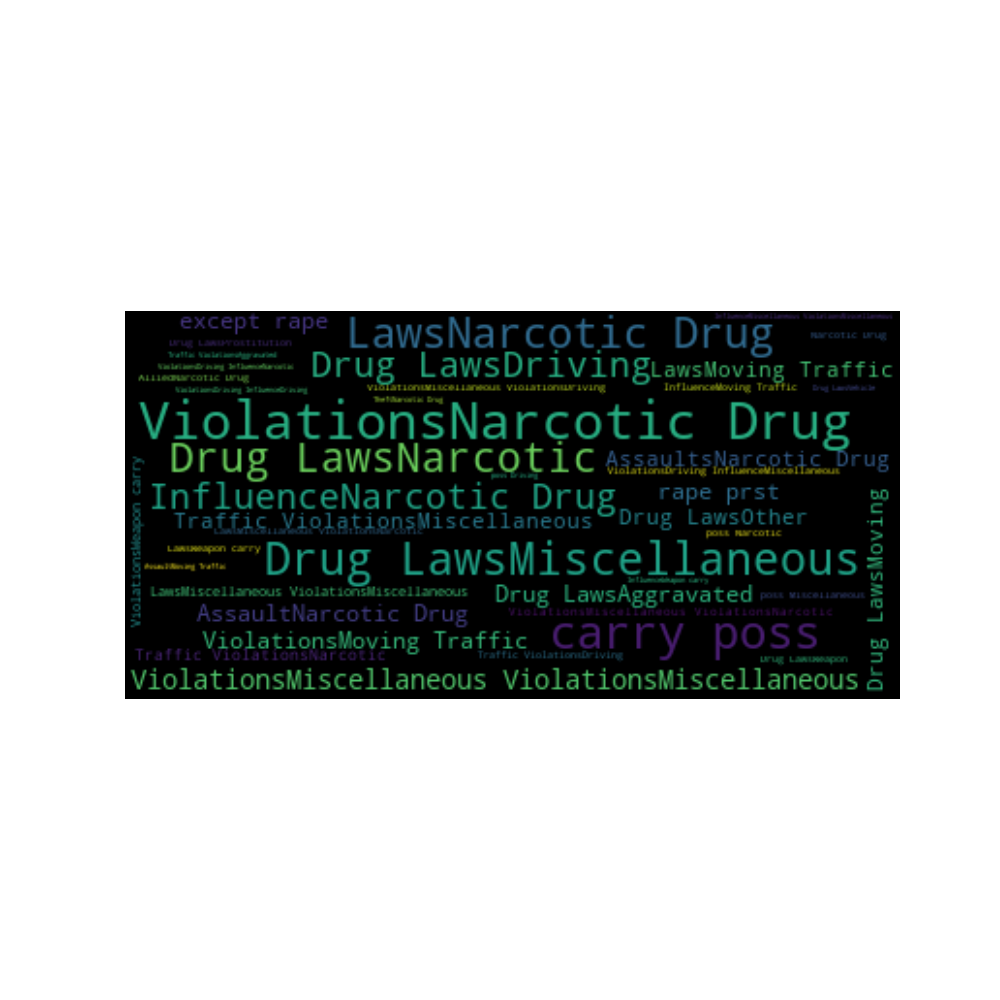 except rape
LawsNarcotic Drug
InfluenceMiscellaneous ViolationsMiscellaneous
Narcotic Drug
Drug LawsProstitution
Traffic ViolationsAggravated
Drug LawsDriving
LawsMoving Traffic
ViolationsDriving InfluenceNarcotic
AlliedNarcotic Drug
ViolationsDriving InfluenceDriving
ViolationsMiscellaneous ViolationsDriving
InfluenceMoving Traffic
Drug LawsVehicle
TheftNarcotic Drug
ViolationsNarcotic Drug
Drug LawsNarcotic
AssaultsNarcotic Drug
ViolationsDriving InfluenceMiscellaneous
poss Driving
InfluenceNarcotic Drug
rape prst
Traffic ViolationsMiscellaneous
Drug LawsOther
LawsMiscellaneous ViolationsNarcotic
poss Narcotic
ViolationsWeapon carry
LawsWeapon carry
Drug LawsMiscellaneous
AssaultMoving Traffic
InfluenceWeapon carry
LawsMiscellaneous ViolationsMiscellaneous
Drug LawsAggravated
poss Miscellaneous
Drug LawsMoving
AssaultNarcotic Drug
ViolationsMiscellaneous ViolationsNarcotic
ViolationsMoving Traffic
carry poss
Traffic ViolationsNarcotic
Traffic ViolationsDriving
Drug LawsWeapon
ViolationsMiscellaneous ViolationsMiscellaneous